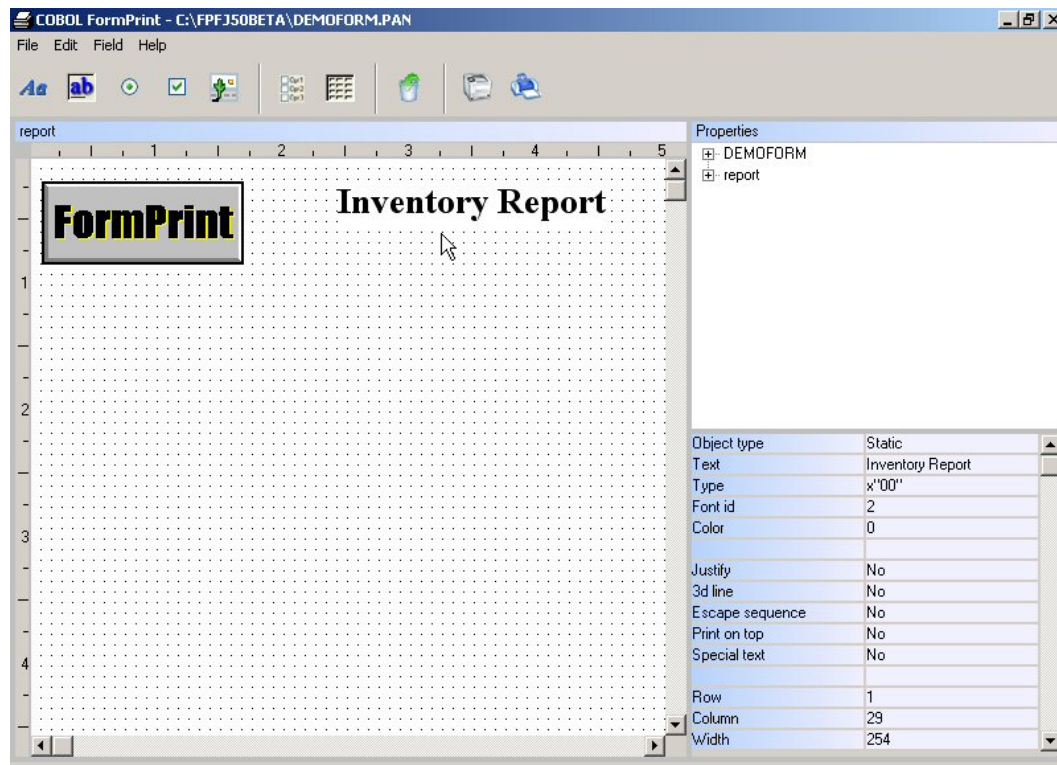 COBOL FormPrint - C:\FPFJ50BETA\DEMOFORM.PAN
File Edit Field Help
Aa ab
report
1 2 3 4 5
FormPrint
Inventory Report
1
2
3
4
Properties
DEMOFORM
report
Object type Static
Text Inventory Report
Type x"00"
Font id 2
Color 0
Justify No
3d line No
Escape sequence No
Print on top No
Special text No
Row 1
Column 29
Width 254